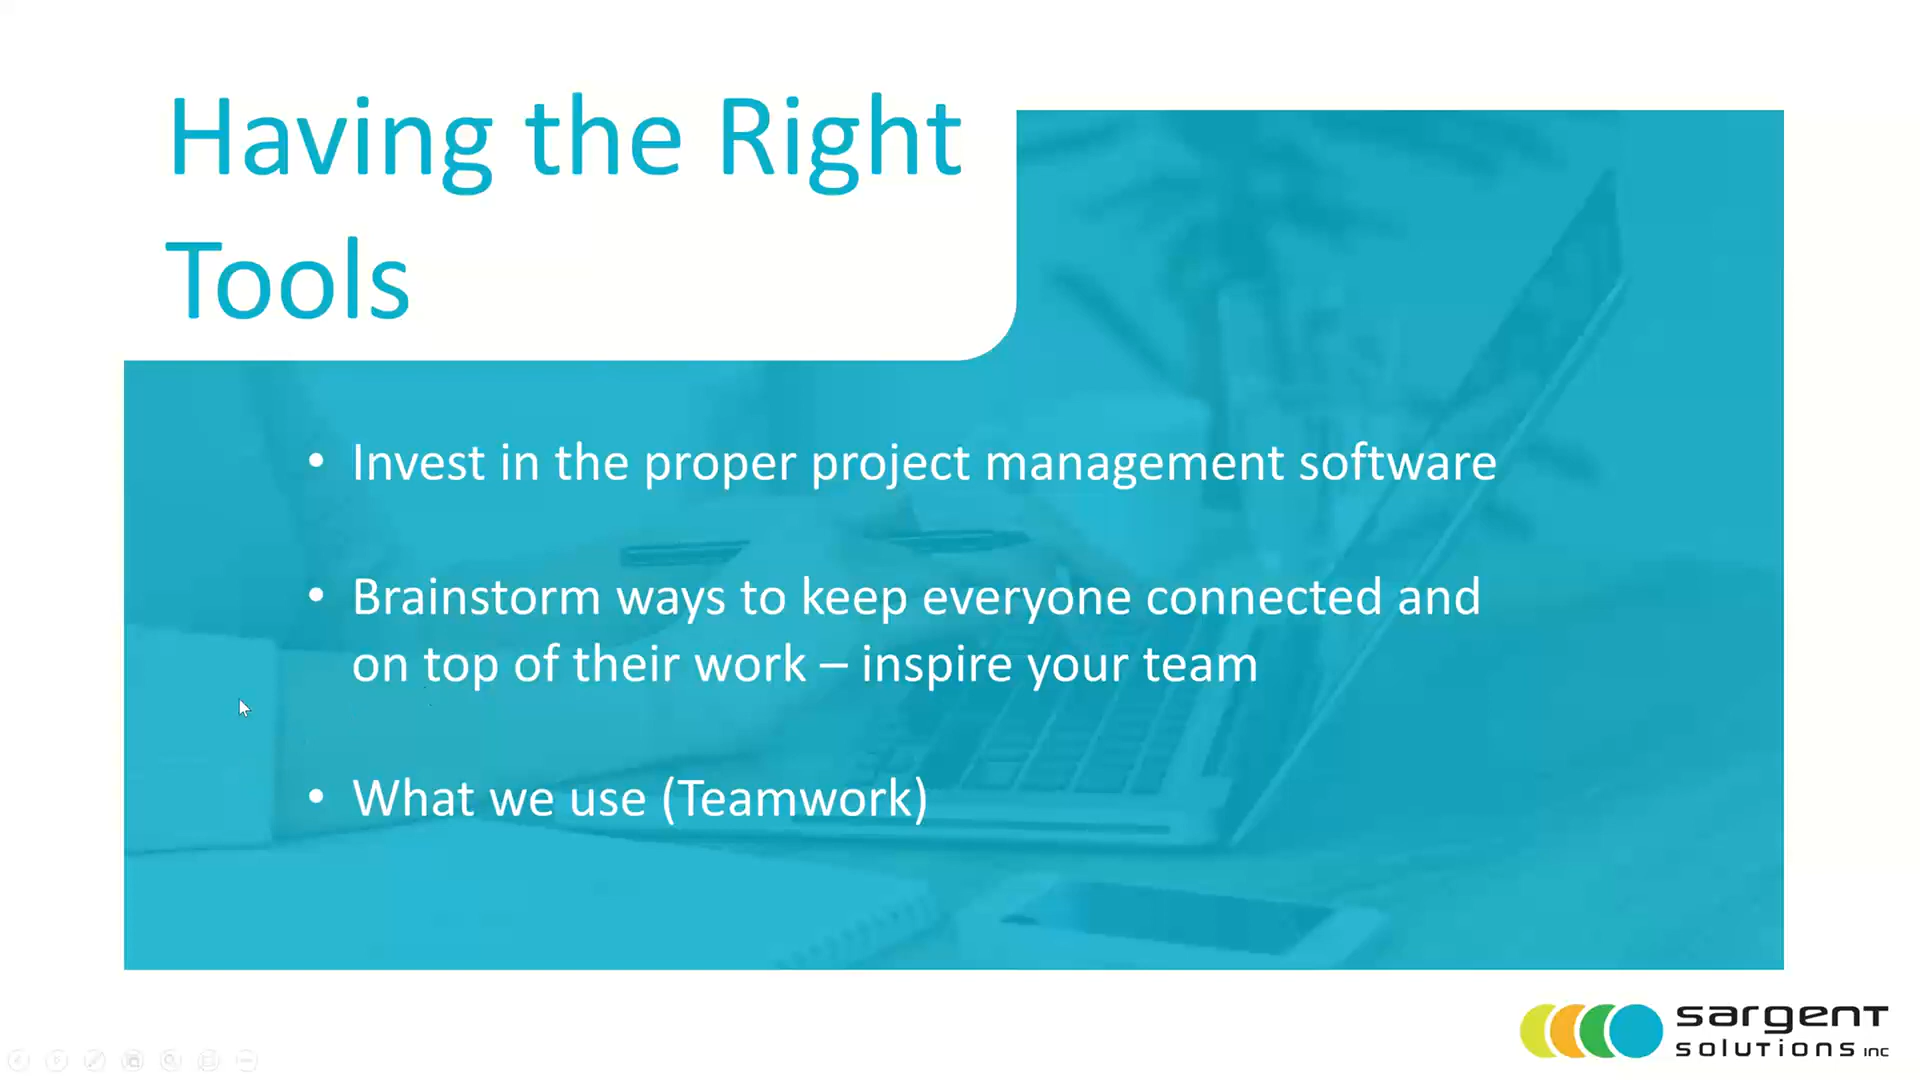 Having the Right
Tools
• Invest in the proper project management software
• Brainstorm ways to keep everyone connected and
on top of their work – inspire your team
• What we use (Teamwork)
sargent
solutions inc